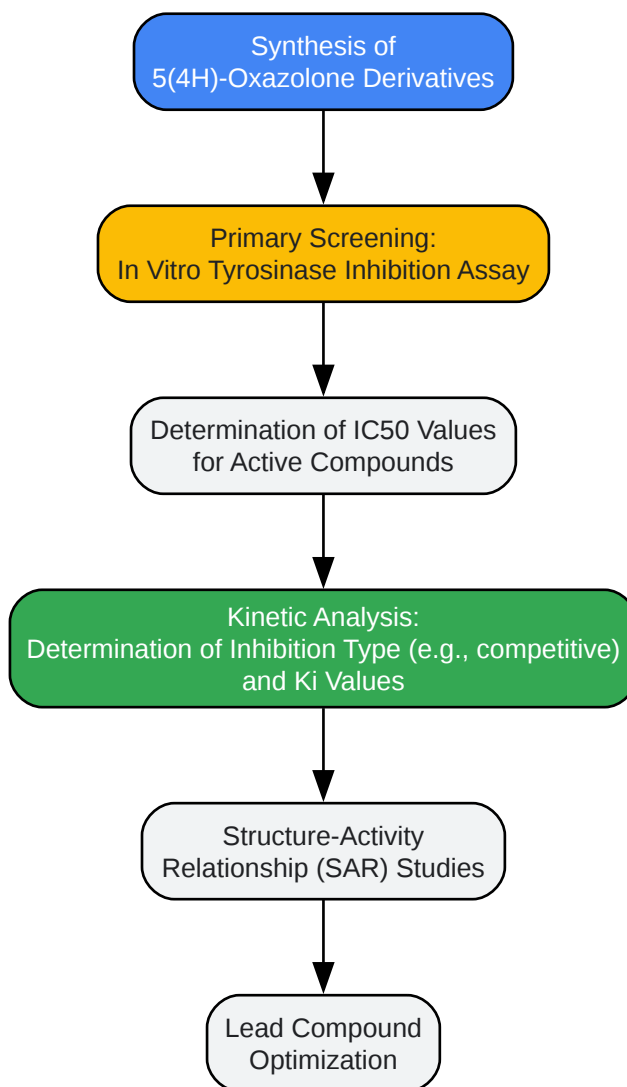 Synthesis of
5(4H)-Oxazolone Derivatives
Primary Screening:
In Vitro Tyrosinase Inhibition Assay
Determination of IC50 Values
for Active Compounds
Kinetic Analysis:
Determination of Inhibition Type (e.g., competitive)
and Ki Values
Structure-Activity
Relationship (SAR) Studies
Lead Compound
Optimization